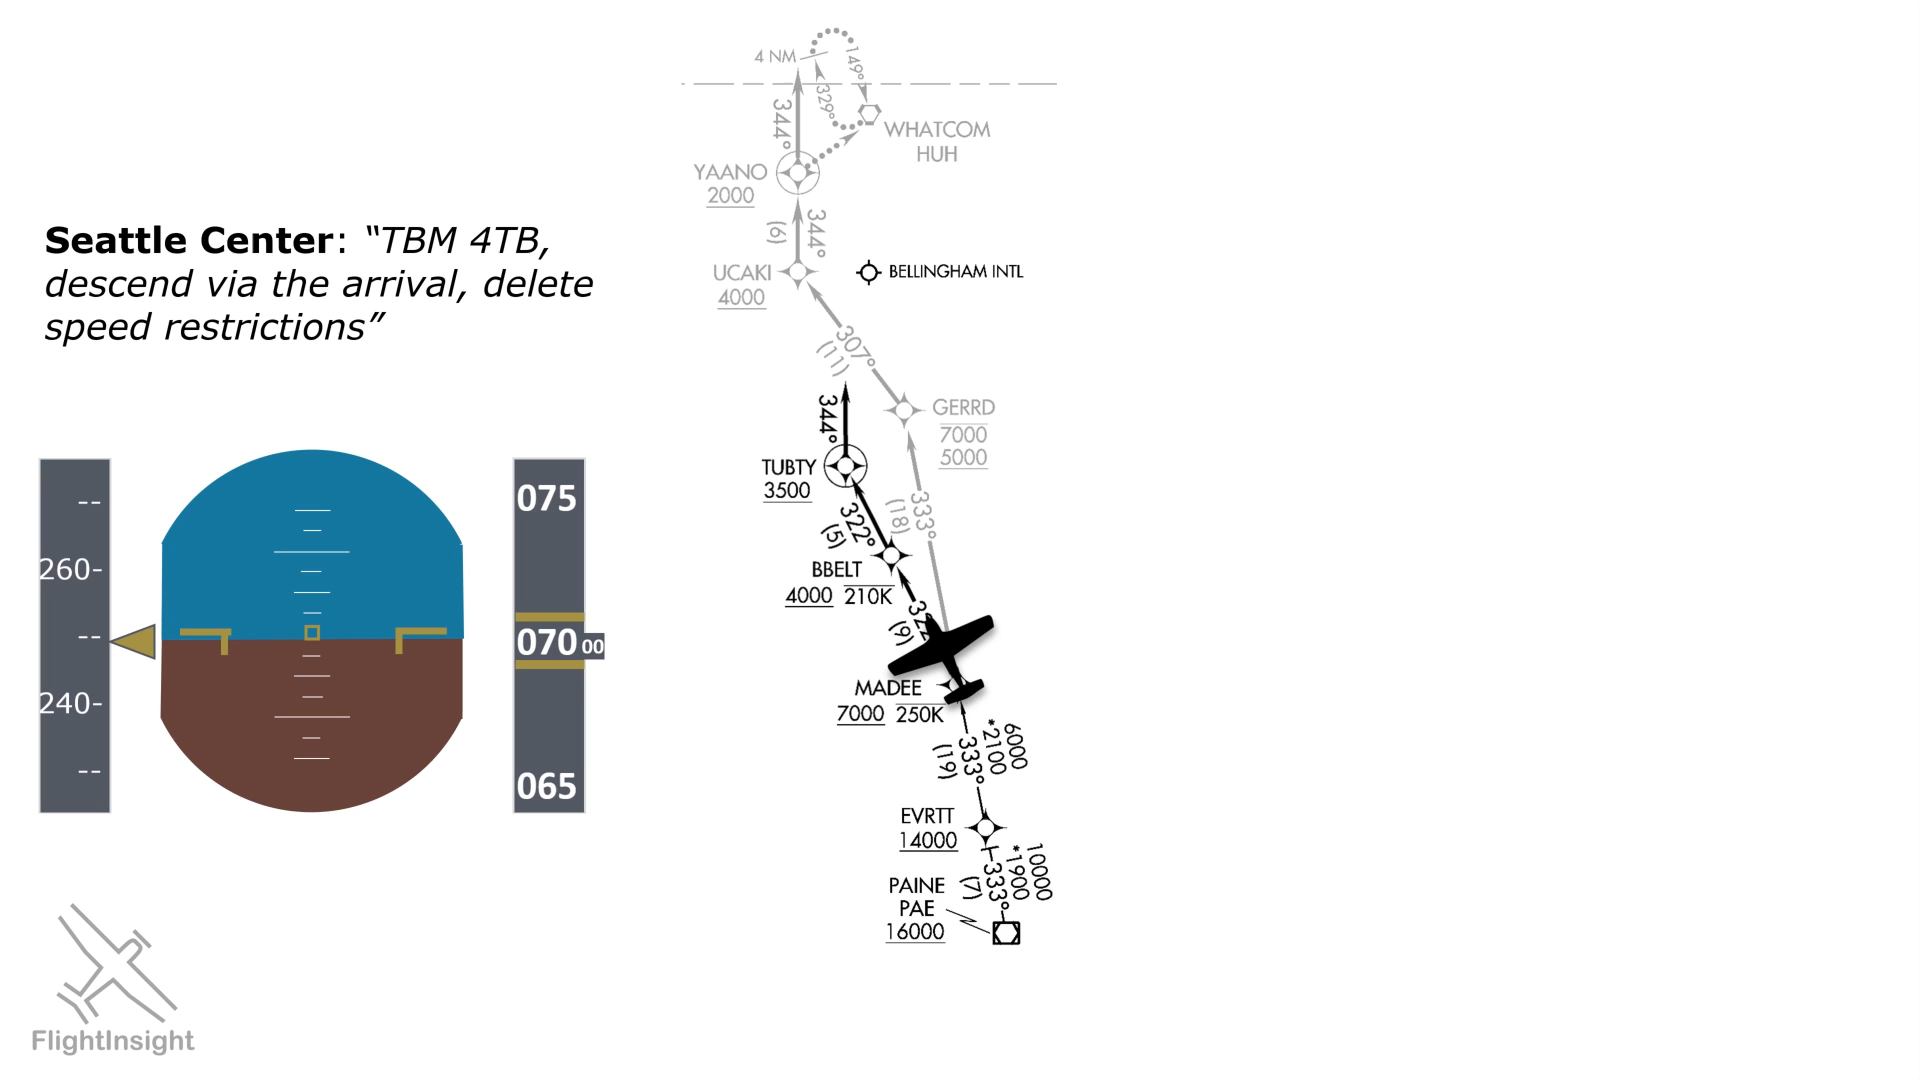 4 NM
149°
329°
344°
WHATCOM
HUH
YAANO
2000
(6)
344°
Seattle Center: “TBM 4TB,
descend via the arrival, delete
speed restrictions”
UCAKI
4000
BELLINGHAM INTL
307°
(11)
344°
GERRD
7000
5000
TUBTY
3500
322°
(5)
(18)
333°
BBELT
4000 210K
(9)
MADEE
7000 250K
6000
*2100
333°
(19)
EVRTT
14000
10000
*1900
333°
(7)
PAINE
PAE
16000
--
260-
--
240-
--
075
070 00
065
FlightInsight